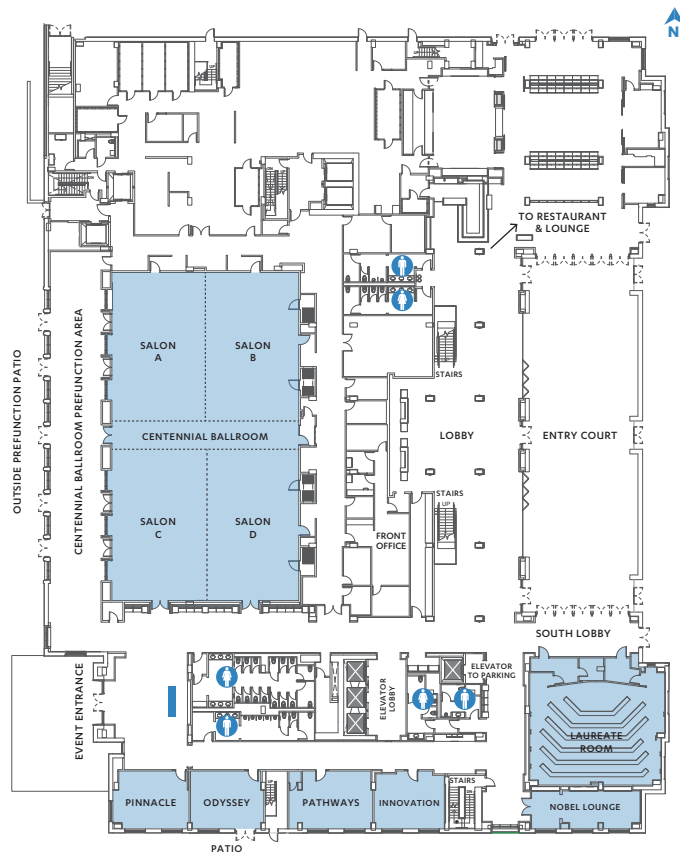 N
TO RESTAURANT
& LOUNGE
SALON
A
SALON
B
STAIRS
CENTENNIAL BALLROOM
LOBBY
ENTRY COURT
OUTSIDE PREFUNCTION PATIO
CENTENNIAL BALLROOM PREFUNCTION AREA
STAIRS
UP
SALON
C
SALON
D
FRONT
OFFICE
SOUTH LOBBY
EVENT ENTRANCE
ELEVATOR
LOBBY
ELEVATOR
TO PARKING
LAUREATE
ROOM
STAIRS
PINNACLE
ODYSSEY
PATHWAYS
INNOVATION
NOBEL LOUNGE
PATIO